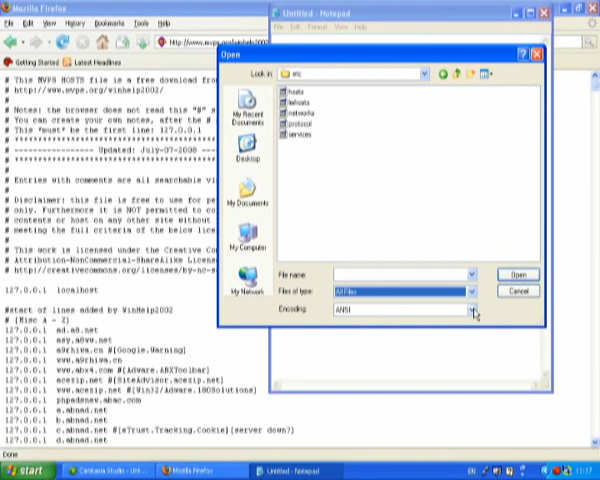 Mozilla Firefox
File Edit View History Bookmarks Tools Help
http://www.mvps.org/winhelp2002
Getting Started Latest Headlines
# This MVPS HOSTS file is a free download from
# http://www.mvps.org/winhelp2002/
#
# Notes: the browser does not read this "#" s
# You can create your own notes, after the #
# This *must* be the first line: 127.0.0.1
# ---------------- Updated: July-07-2008
#
# Entries with comments are all searchable vi
#
# Disclaimer: this file is free to use for pe
# only. Furthermore it is NOT permitted to co
# contents or host on any other site without
# meeting the full criteria of the below lice
#
# This work is licensed under the Creative Co
# Attribution-NonCommercial-ShareAlike Licens
# http://creativecommons.org/licenses/by-nc-s
127.0.0.1 localhost
#start of lines added by WinHelp2002
# [Misc A - Z]
127.0.0.1 ad.a8.net
127.0.0.1 asy.a8ww.net
127.0.0.1 a9rhiwa.cn #[Google.Warning]
127.0.0.1 www.a9rhiwa.cn
127.0.0.1 www.abx4.com #[Adware.ABXToolbar]
127.0.0.1 acezip.net #[SiteAdvisor.acezip.net]
127.0.0.1 www.acezip.net #[Win32/Adware.180Solutions]
127.0.0.1 phpadsnew.abac.com
127.0.0.1 a.abnad.net
127.0.0.1 b.abnad.net
127.0.0.1 c.abnad.net #[eTrust.Tracking.Cookie][server down?]
127.0.0.1 d.abnad.net
Done
Untitled - Notepad
File Edit Format View Help
Open
Look in: etc
hosts
lmhosts
networks
protocol
services
My Recent Documents
Desktop
My Documents
My Computer
My Network
File name: Open
Files of type: All Files Cancel
Encoding: ANSI
start Camtasia Studio - Unt... Mozilla Firefox Untitled - Notepad EN 11:17